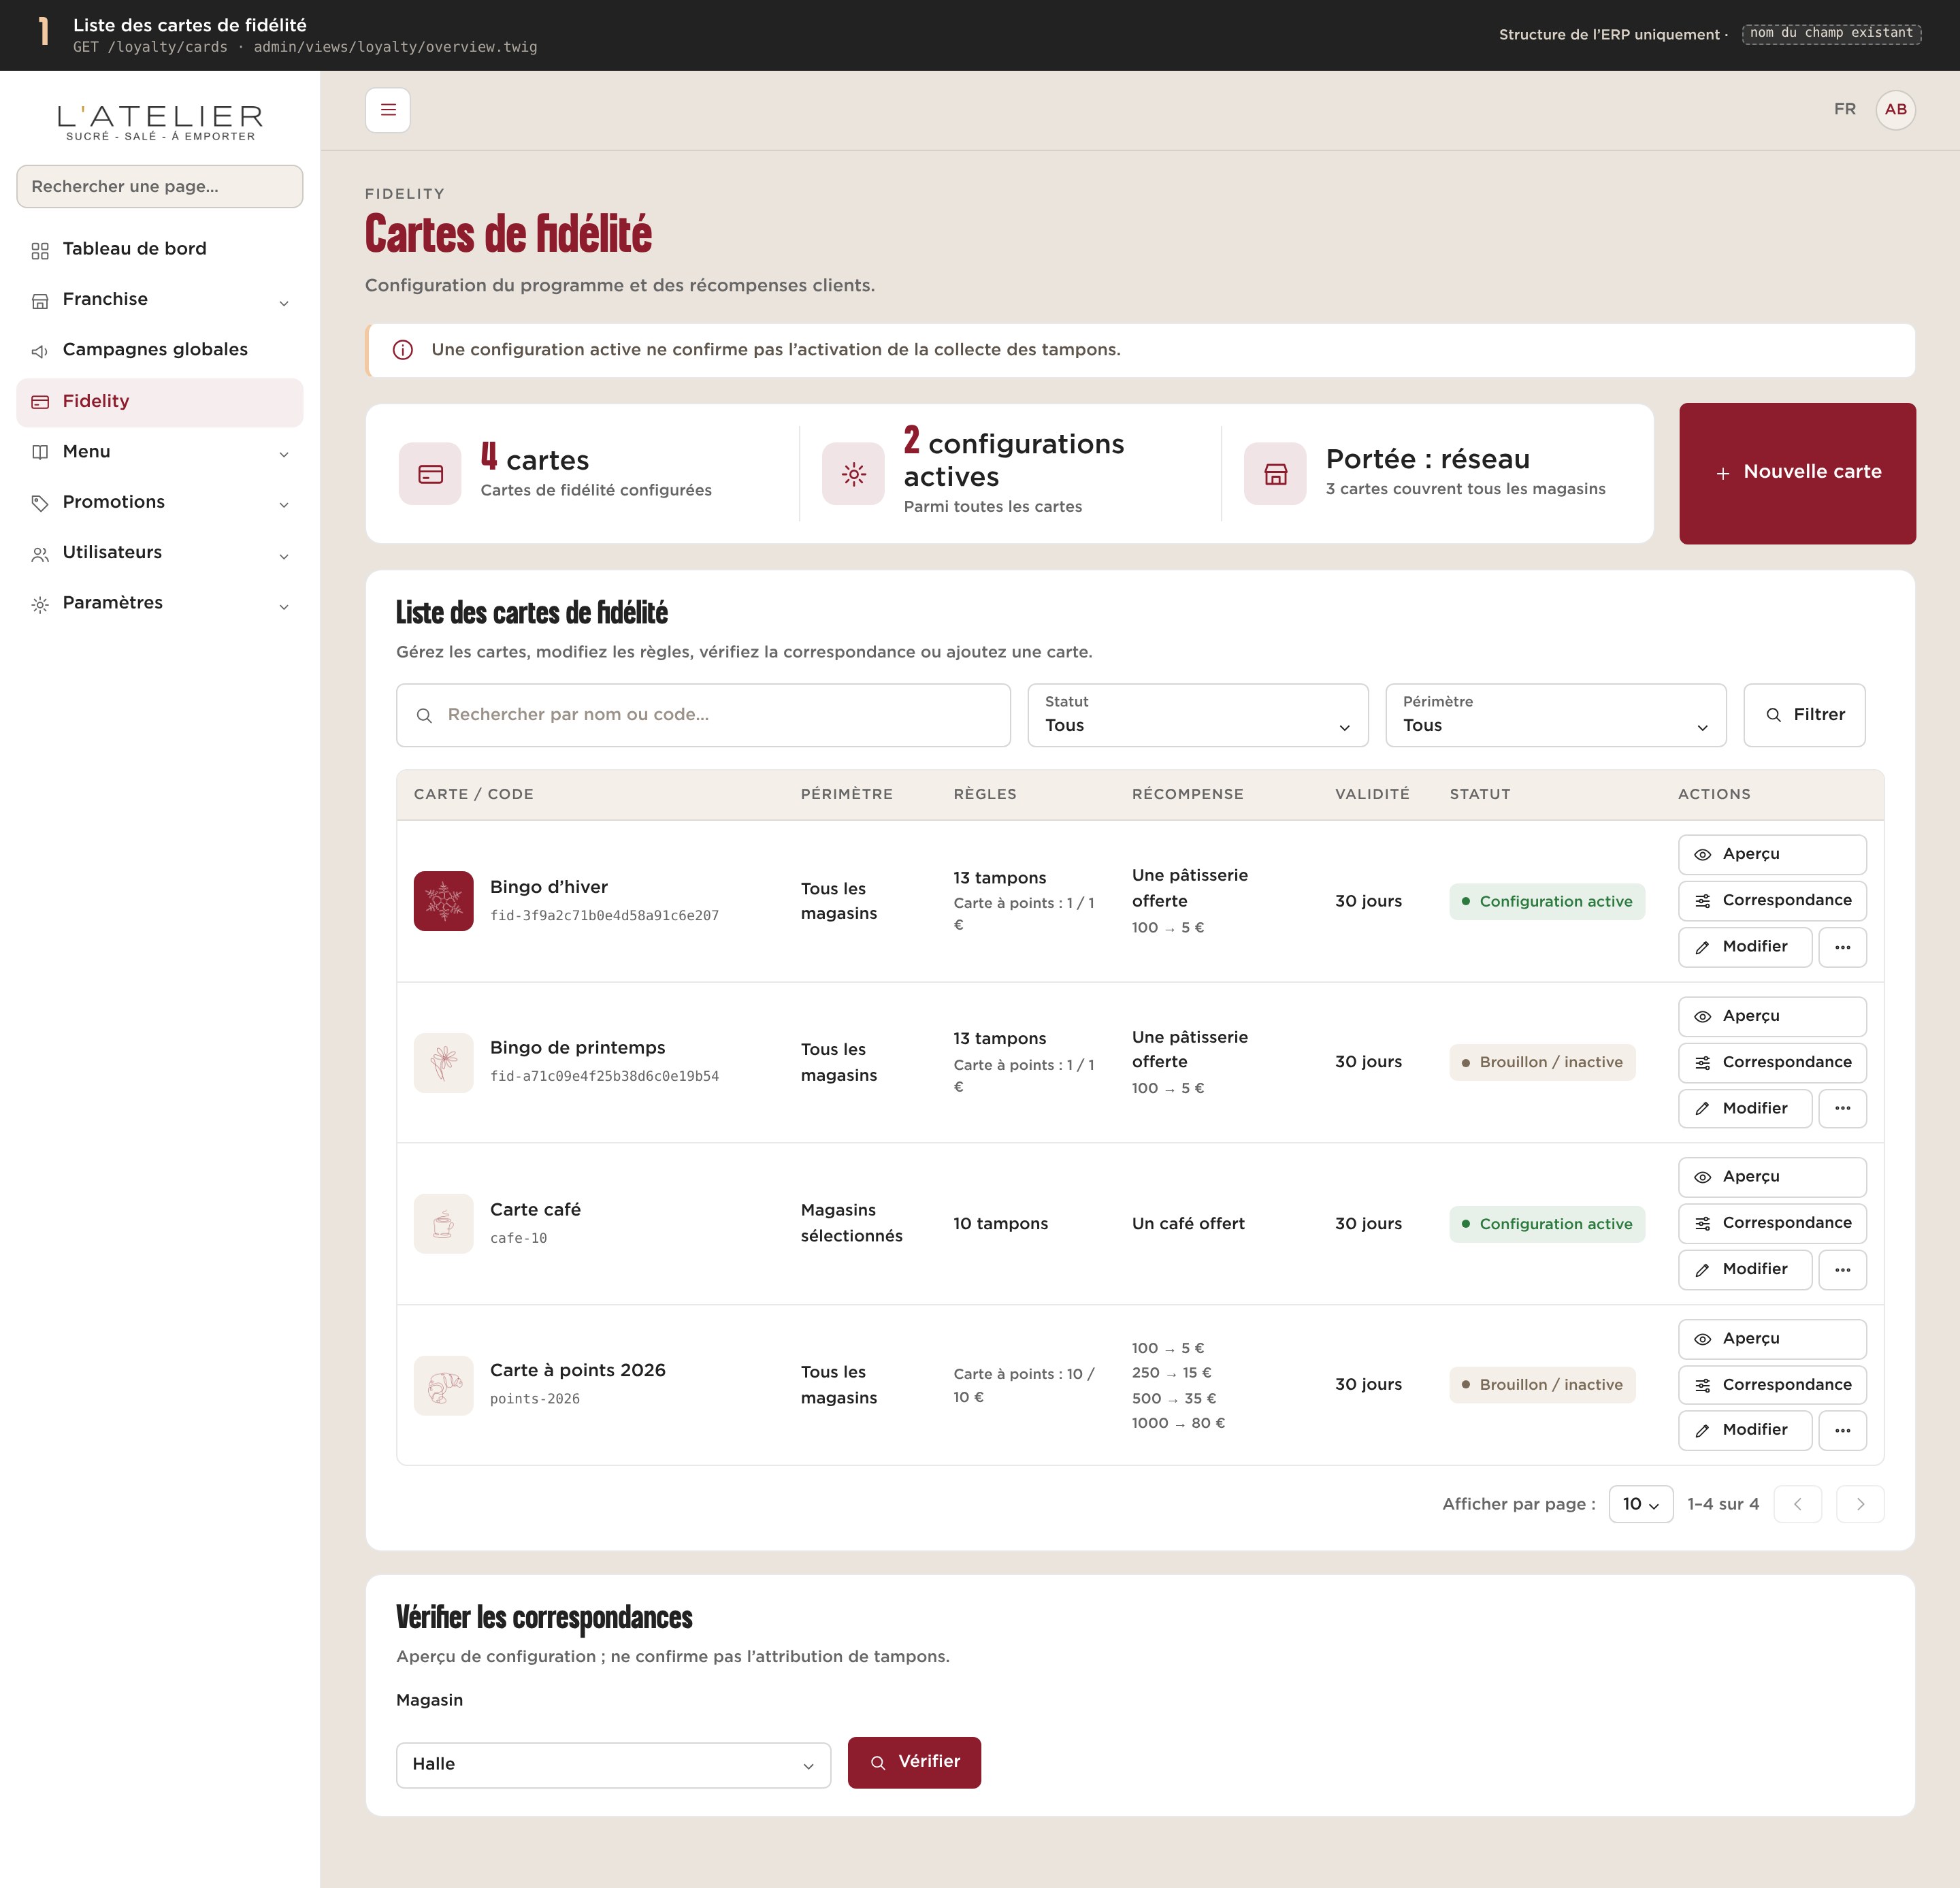 1
Liste des cartes de fidélité
GET /loyalty/cards · admin/views/loyalty/overview.twig
Structure de l'ERP uniquement ·
nom du champ existant
L'ATELIER
SUCRÉ - SALÉ - Á EMPORTER
Rechercher une page...
Tableau de bord
Franchise
Campagnes globales
Fidelity
Menu
Promotions
Utilisateurs
Paramètres
FR
AB
FIDELITY
Cartes de fidélité
Configuration du programme et des récompenses clients.
Une configuration active ne confirme pas l’activation de la collecte des tampons.
4 cartes
Cartes de fidélité configurées
2 configurations
actives
Parmi toutes les cartes
Portée : réseau
3 cartes couvrent tous les magasins
+ Nouvelle carte
Liste des cartes de fidélité
Gérez les cartes, modifiez les règles, vérifiez la correspondance ou ajoutez une carte.
Rechercher par nom ou code...
Statut
Tous
Périmètre
Tous
Filtrer
CARTE / CODE PÉRIMÈTRE RÈGLES RÉCOMPENSE VALIDITÉ STATUT ACTIONS
Bingo d’hiver
fid-3f9a2c71b0e4d58a91c6e207
Tous les
magasins
13 tampons
Carte à points : 1 / 1
€
Une pâtisserie
offerte
100 → 5 €
30 jours
Configuration active
Aperçu
Correspondance
Modifier
•••
Bingo de printemps
fid-a71c09e4f25b38d6c0e19b54
Tous les
magasins
13 tampons
Carte à points : 1 / 1
€
Une pâtisserie
offerte
100 → 5 €
30 jours
Brouillon / inactive
Aperçu
Correspondance
Modifier
•••
Carte café
cafe-10
Magasins
sélectionnés
10 tampons
Un café offert
30 jours
Configuration active
Aperçu
Correspondance
Modifier
•••
Carte à points 2026
points-2026
Tous les
magasins
Carte à points : 10 /
10 €
100 → 5 €
250 → 15 €
500 → 35 €
1000 → 80 €
30 jours
Brouillon / inactive
Aperçu
Correspondance
Modifier
•••
Afficher par page : 10 1–4 sur 4
Vérifier les correspondances
Aperçu de configuration ; ne confirme pas l’attribution de tampons.
Magasin
Halle
Vérifier